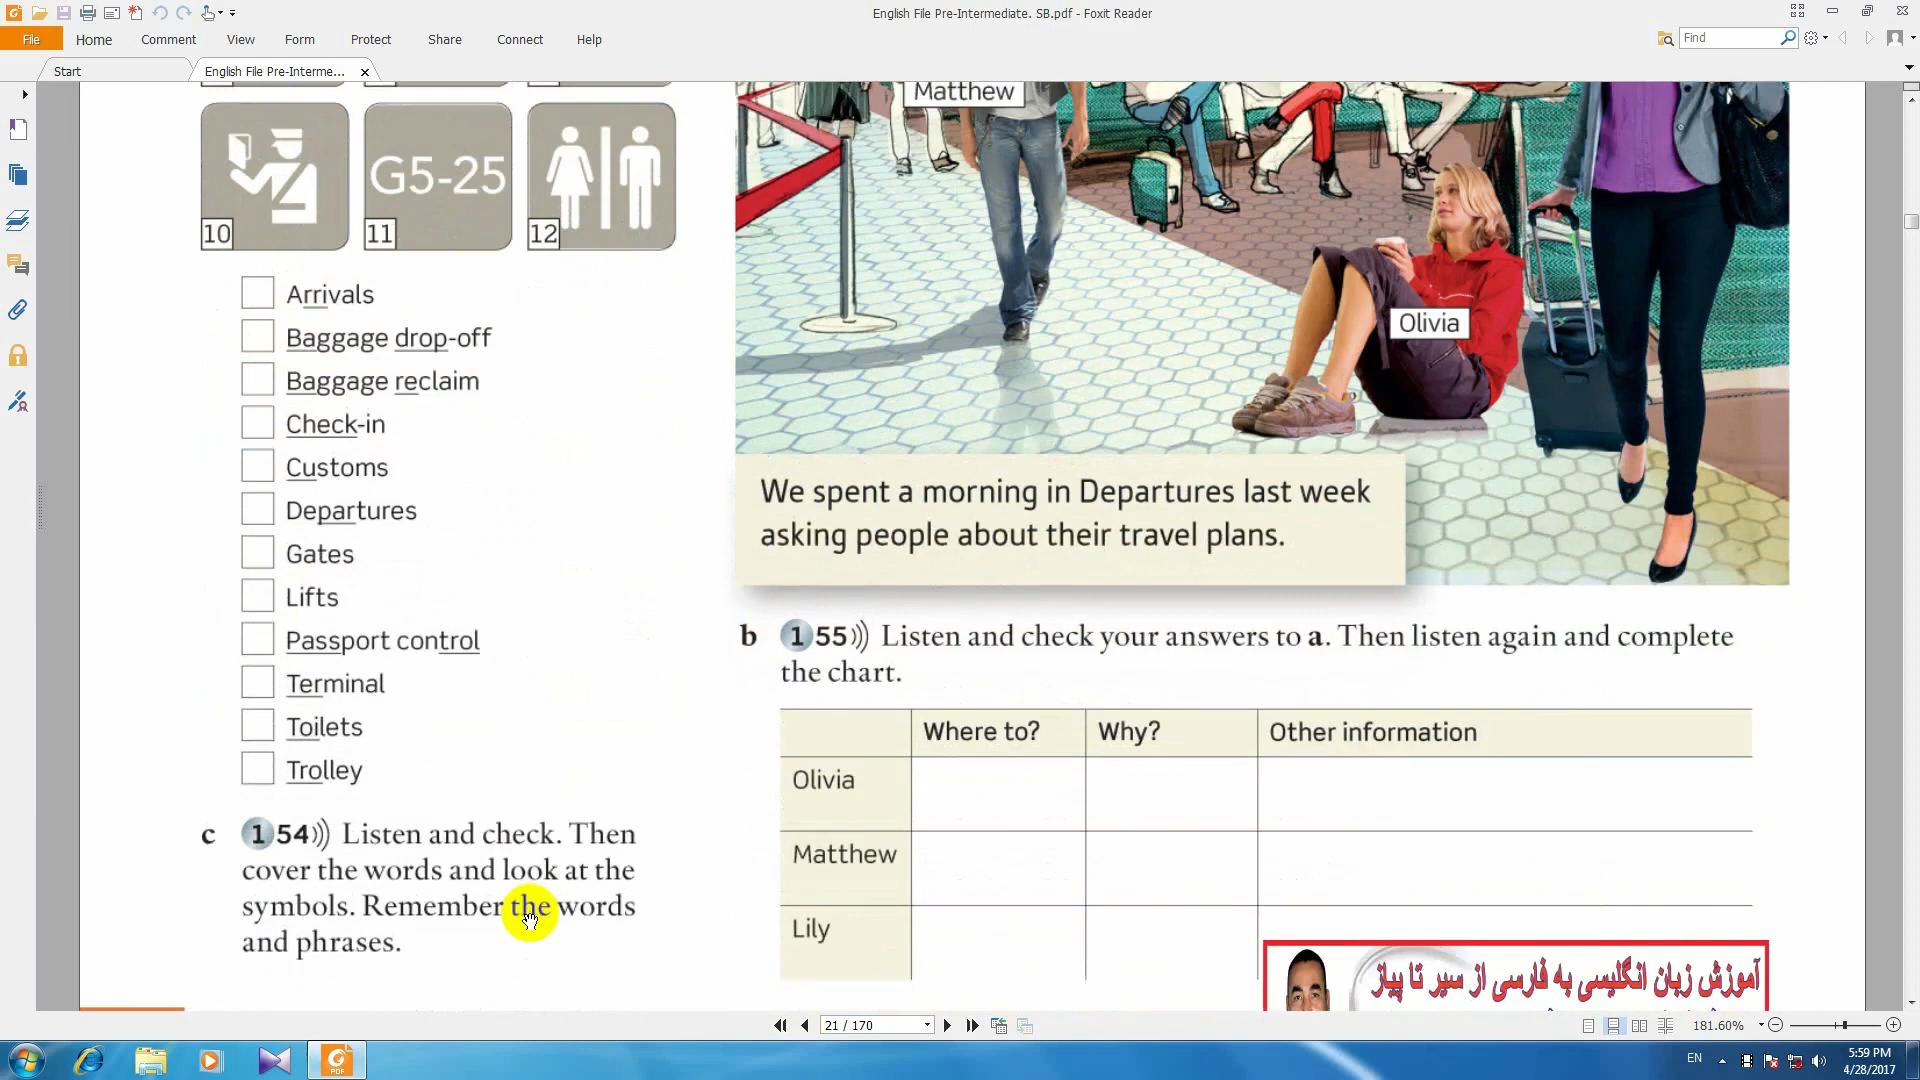 English File Pre-Intermediate. SB.pdf - Foxit Reader
File Home Comment View Form Protect Share Connect Help
Find
Start
English File Pre-Interme...
10
G5-25
11
12
Arrivals
Baggage drop-off
Baggage reclaim
Check-in
Customs
Departures
Gates
Lifts
Passport control
Terminal
Toilets
Trolley
c 1 54 Listen and check. Then
cover the words and look at the
symbols. Remember the words
and phrases.
Matthew
Olivia
We spent a morning in Departures last week
asking people about their travel plans.
b 1 55 Listen and check your answers to a. Then listen again and complete
the chart.
Where to? Why? Other information
Olivia
Matthew
Lily
آموزش زبان انگلیسی به فارسی از سیر تا پیاز
21 / 170
181.60%
PDF
EN
5:59 PM
4/28/2017